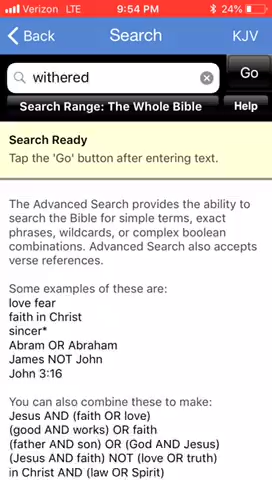 Verizon LTE 9:54 PM 24%
Back Search KJV
withered Go
Search Range: The Whole Bible Help
Search Ready
Tap the 'Go' button after entering text.
The Advanced Search provides the ability to
search the Bible for simple terms, exact
phrases, wildcards, or complex boolean
combinations. Advanced Search also accepts
verse references.
Some examples of these are:
love fear
faith in Christ
sincer*
Abram OR Abraham
James NOT John
John 3:16
You can also combine these to make:
Jesus AND (faith OR love)
(good AND works) OR faith
(father AND son) OR (God AND Jesus)
(Jesus AND faith) NOT (love OR truth)
in Christ AND (law OR Spirit)